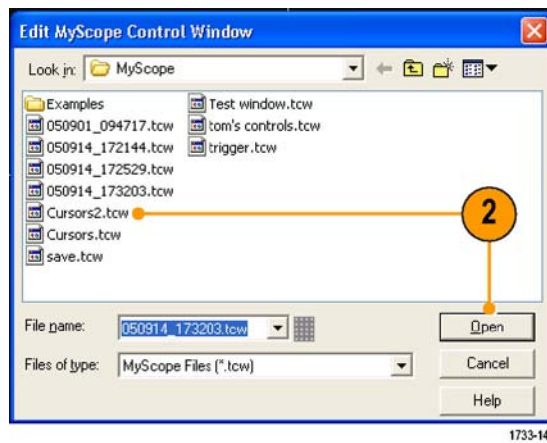 Edit MyScope Control Window
Look in: MyScope
Examples
050901_094717.tcw
050914_172144.tcw
050914_172529.tcw
050914_173203.tcw
Cursors2.tcw
Cursors.tcw
save.tcw
Test window.tcw
tom's controls.tcw
trigger.tcw
2
File name: 050914_173203.tcw
Open
Files of type: MyScope Files (*.tcw)
Cancel
Help
1733-14